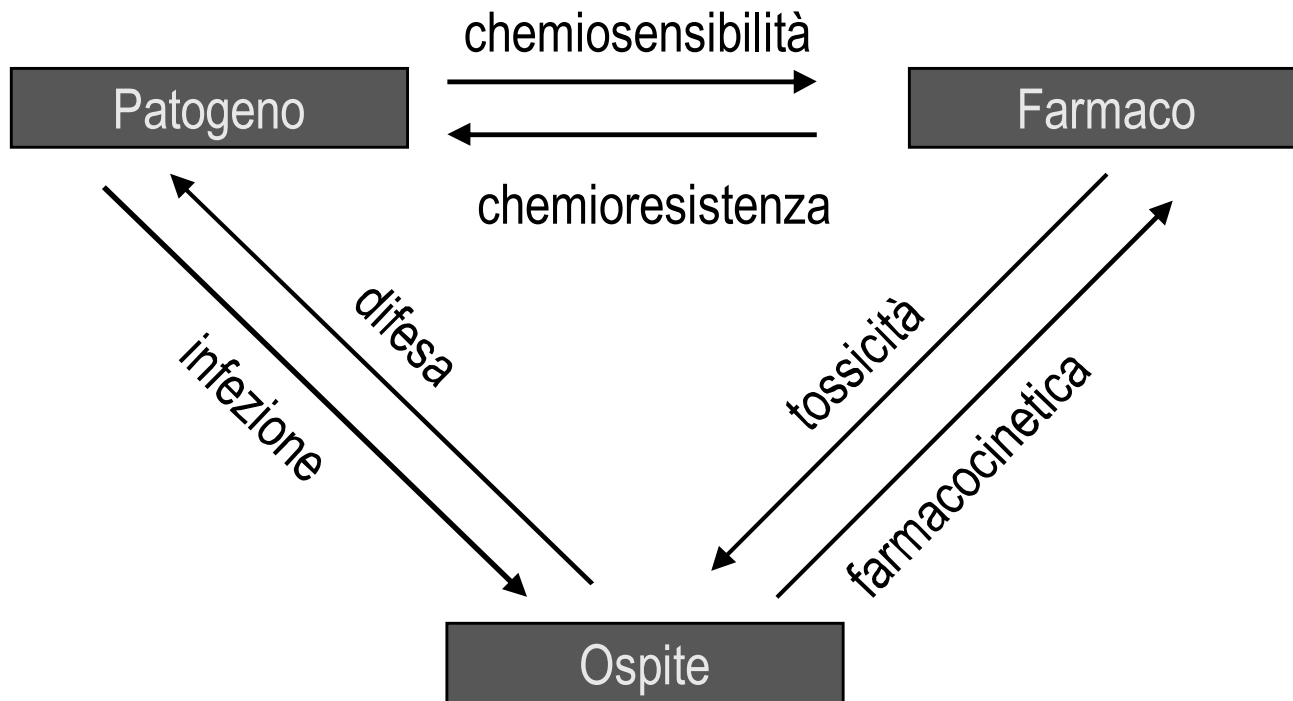 chemiosensibilità
Patogeno
Farmaco
chemioresistenza
difesa
infezione
tossicità
farmacocinetica
Ospite